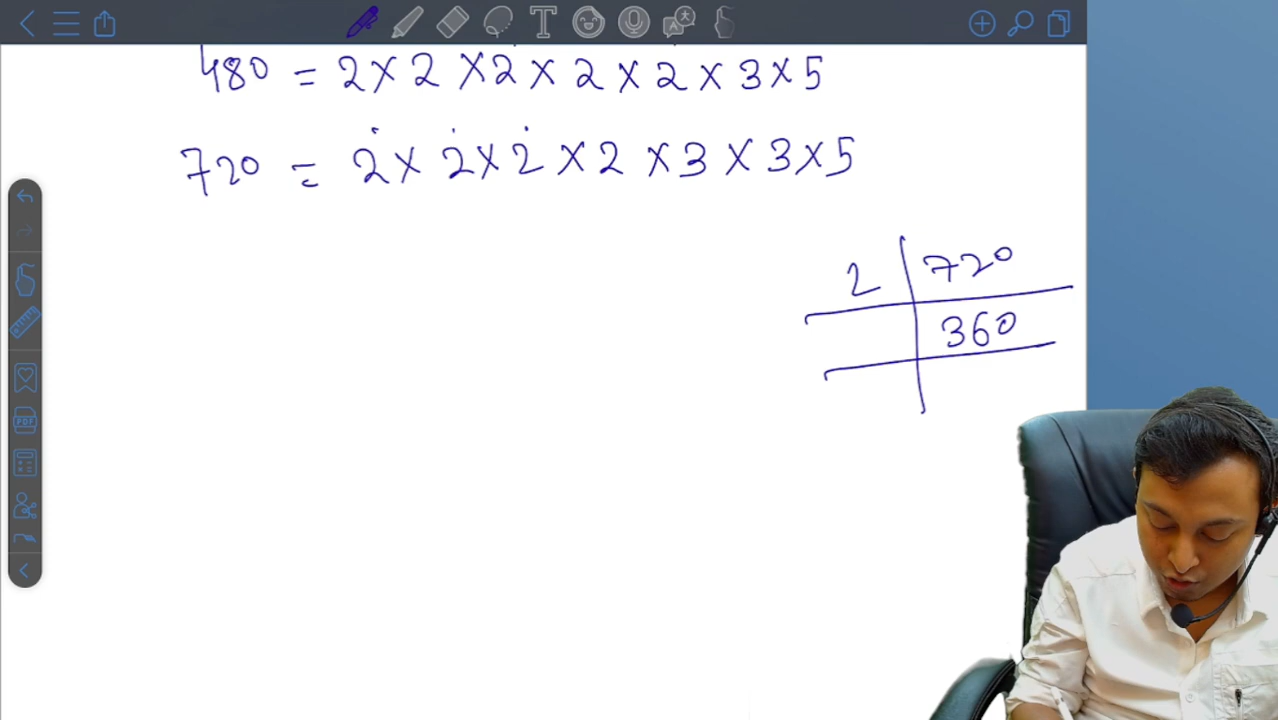 480 = 2 × 2 × 2 × 2 × 2 × 3 × 5
720 = 2 × 2 × 2 × 2 × 3 × 3 × 5
2 | 720
360
T
PDF